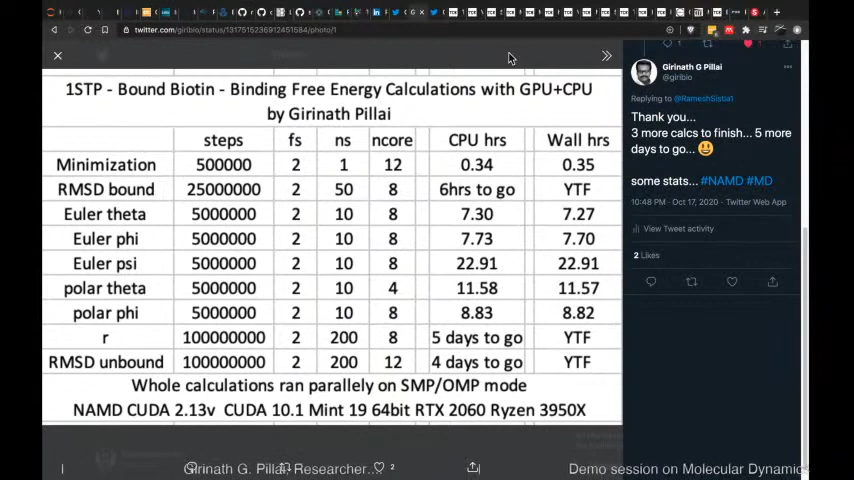 twitter.com/giribio/status/1317515236912451584/photo/1
1STP - Bound Biotin - Binding Free Energy Calculations with GPU+CPU
by Girinath Pillai
steps fs ns ncore CPU hrs Wall hrs
Minimization 500000 2 1 12 0.34 0.35
RMSD bound 25000000 2 50 8 6hrs to go YTF
Euler theta 5000000 2 10 8 7.30 7.27
Euler phi 5000000 2 10 8 7.73 7.70
Euler psi 5000000 2 10 8 22.91 22.91
polar theta 5000000 2 10 4 11.58 11.57
polar phi 5000000 2 10 8 8.83 8.82
r 100000000 2 200 8 5 days to go YTF
RMSD unbound 100000000 2 200 12 4 days to go YTF
Whole calculations ran parallely on SMP/OMP mode
NAMD CUDA 2.13v CUDA 10.1 Mint 19 64bit RTX 2060 Ryzen 3950X
2
Girinath G Pillai
@giribio
Replying to @RameshSistla1
Thank you...
3 more calcs to finish... 5 more
days to go... 😃
some stats... #NAMD #MD
10:48 PM · Oct 17, 2020 · Twitter Web App
View Tweet activity
2 Likes
Girinath G. Pillai, Researcher...
Demo session on Molecular Dynamic